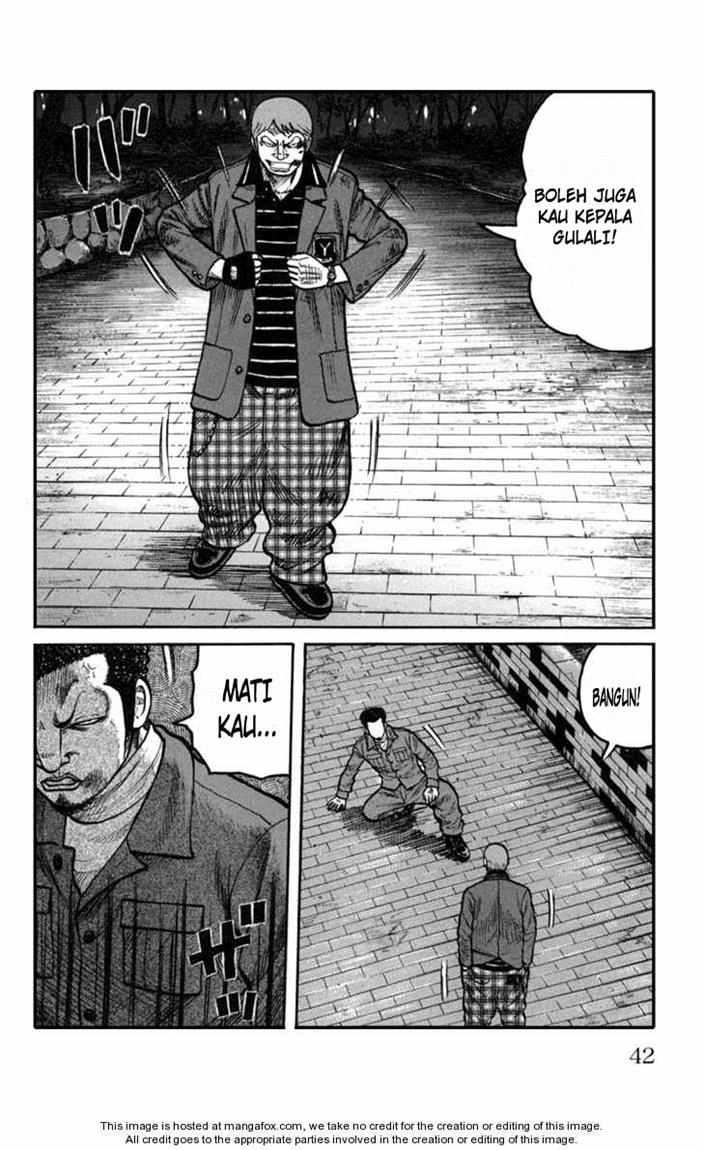 BOLEH JUGA
KAU KEPALA
GULALI!
Y
BANGUN!
MATI
KAU...
ザッ
42
This image is hosted at mangafox.com, we take no credit for the creation or editing of this image.
All credit goes to the appropriate parties involved in the creation or editing of this image.